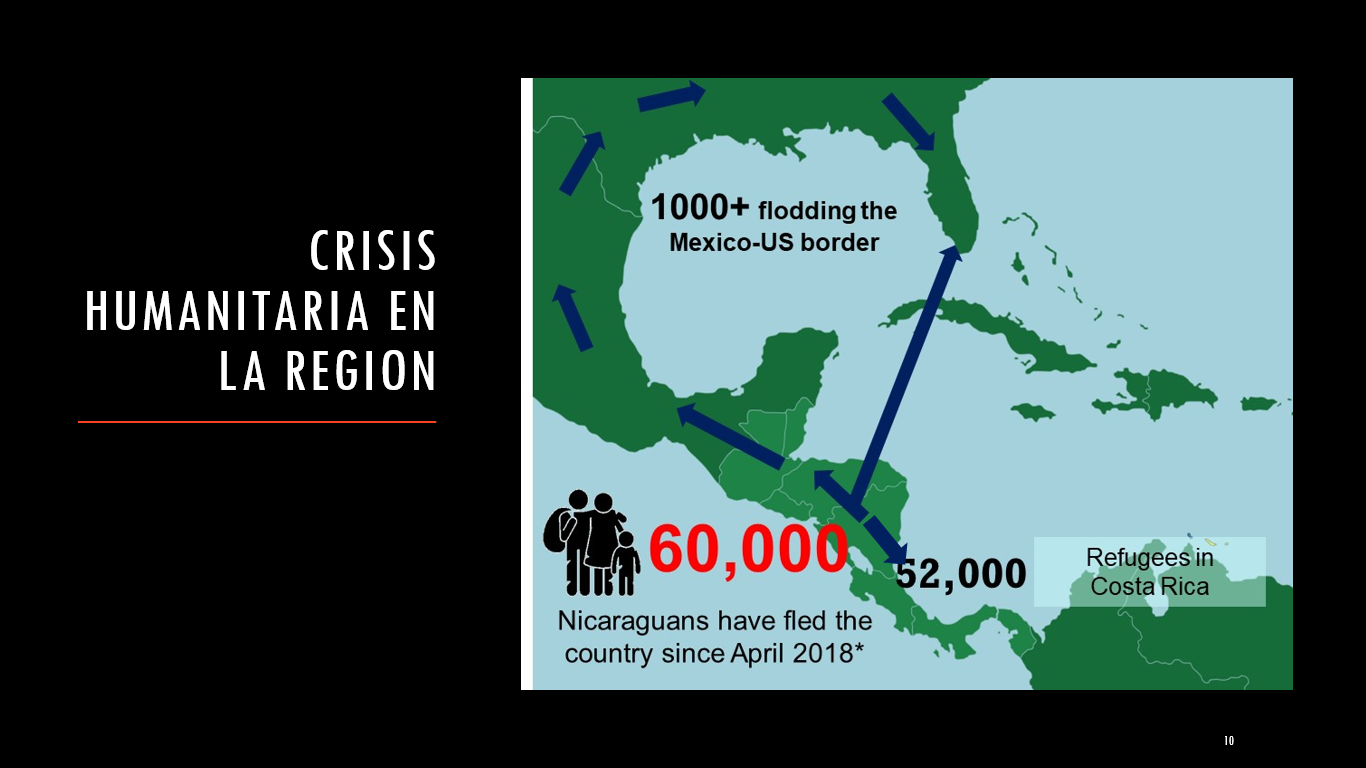 CRISIS
HUMANITARIA EN
LA REGION
1000+ flodding the
Mexico-US border
60,000
Nicaraguans have fled the
country since April 2018*
52,000
Refugees in
Costa Rica
10